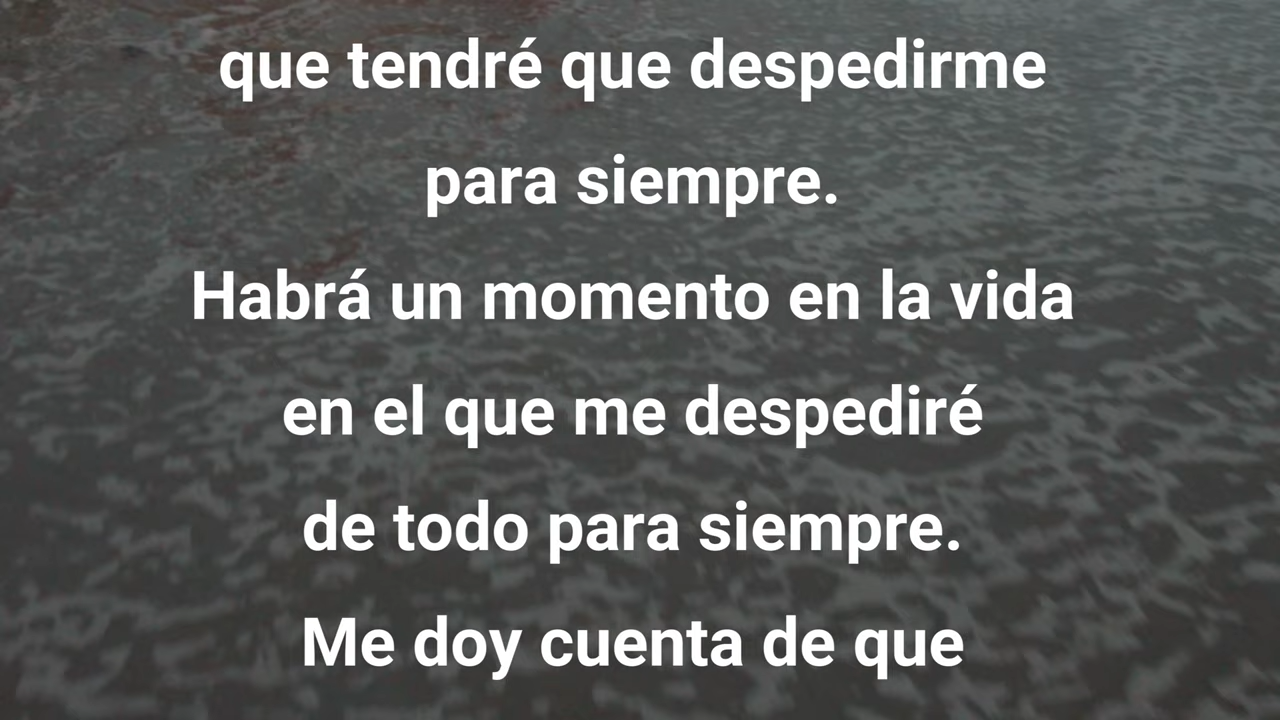 que tendré que despedirme
para siempre.
Habrá un momento en la vida
en el que me despediré
de todo para siempre.
Me doy cuenta de que